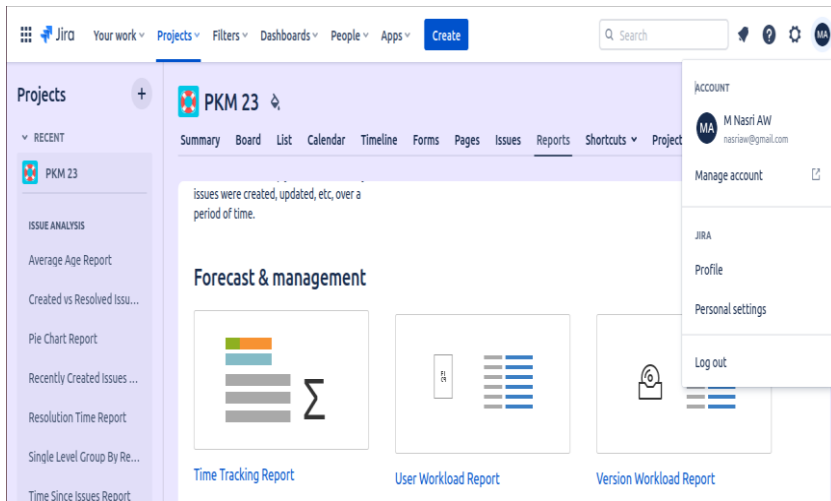 Jira
Your work
Projects
Filters
Dashboards
People
Apps
Create
Search
MA
Projects
+
RECENT
PKM 23
ISSUE ANALYSIS
Average Age Report
Created vs Resolved Issu...
Pie Chart Report
Recently Created Issues ...
Resolution Time Report
Single Level Group By Re...
Time Since Issues Report
PKM 23
Summary Board List Calendar Timeline Forms Pages Issues Reports Shortcuts Project
issues were created, updated, etc, over a
period of time.
Forecast & management
Σ
Time Tracking Report
User Workload Report
Version Workload Report
ACCOUNT
MA
M Nasri AW
nasriaw@gmail.com
Manage account
JIRA
Profile
Personal settings
Log out